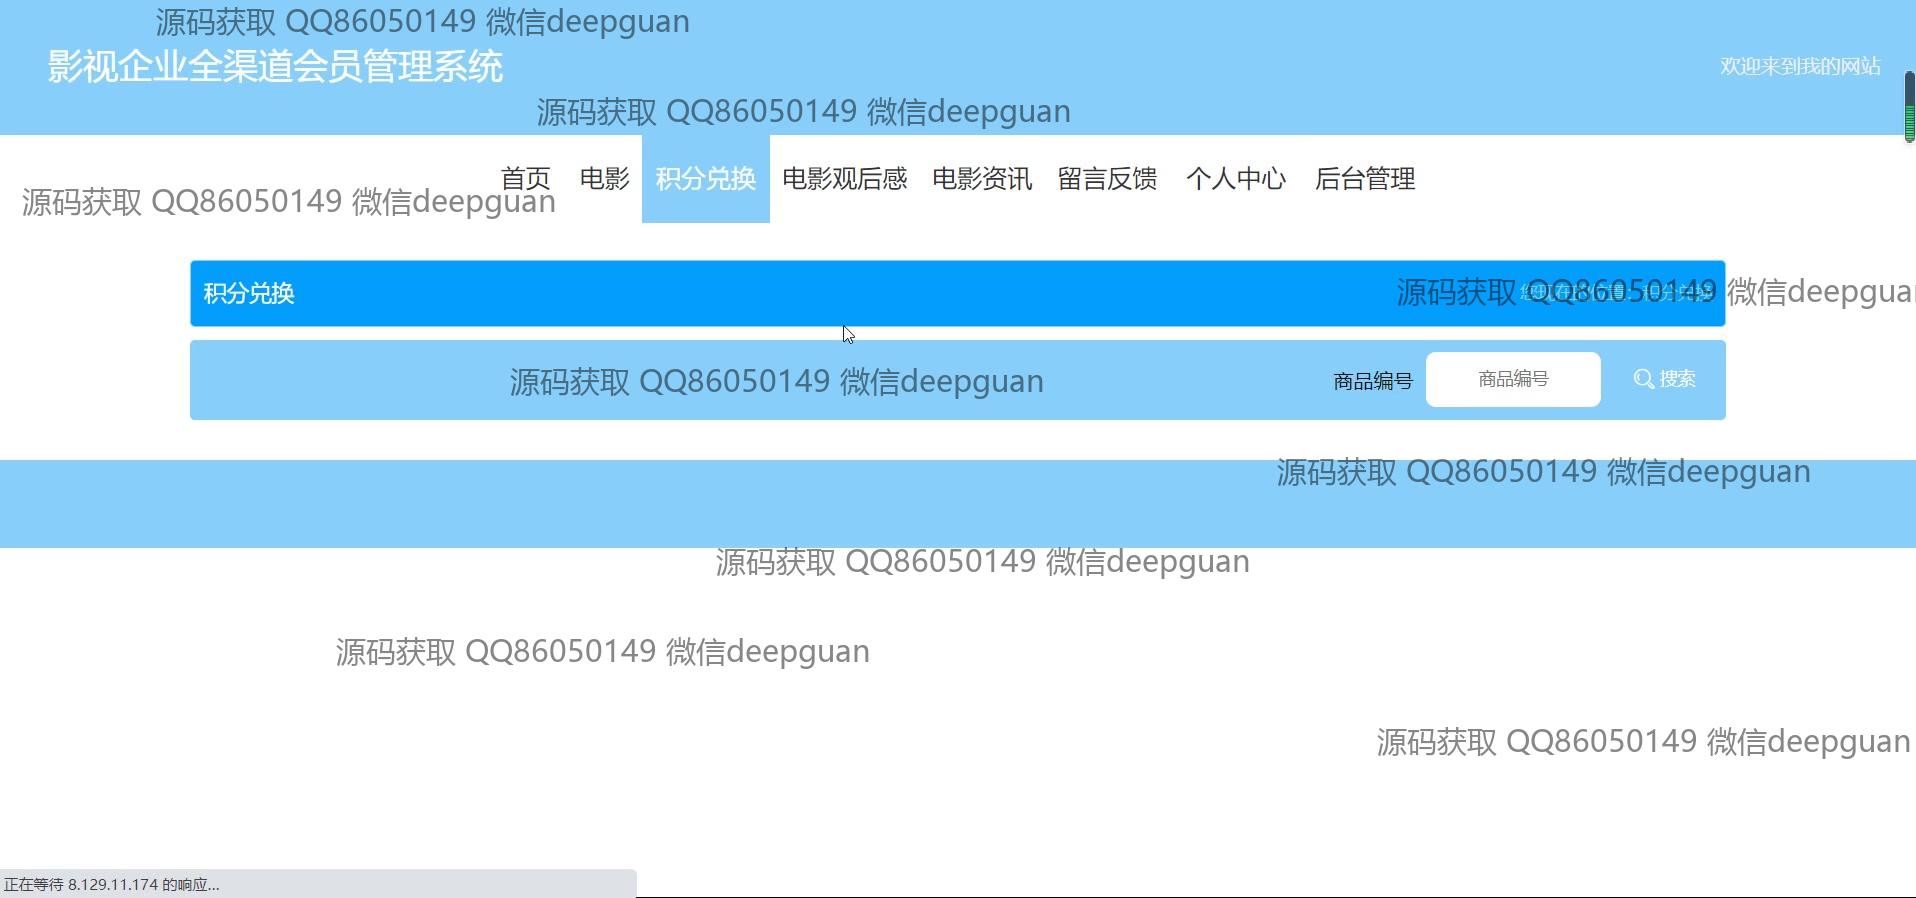 源码获取 QQ86050149 微信deepguan
影视企业全渠道会员管理系统
欢迎来到我的网站
源码获取 QQ86050149 微信deepguan
首页 电影 积分兑换 电影观后感 电影资讯 留言反馈 个人中心 后台管理
源码获取 QQ86050149 微信deepguan
积分兑换
您现在的位置：积分兑换
源码获取 QQ86050149 微信deepgua
源码获取 QQ86050149 微信deepguan
商品编号 商品编号 搜索
源码获取 QQ86050149 微信deepguan
源码获取 QQ86050149 微信deepguan
源码获取 QQ86050149 微信deepguan
源码获取 QQ86050149 微信deepguan
正在等待 8.129.11.174 的响应...